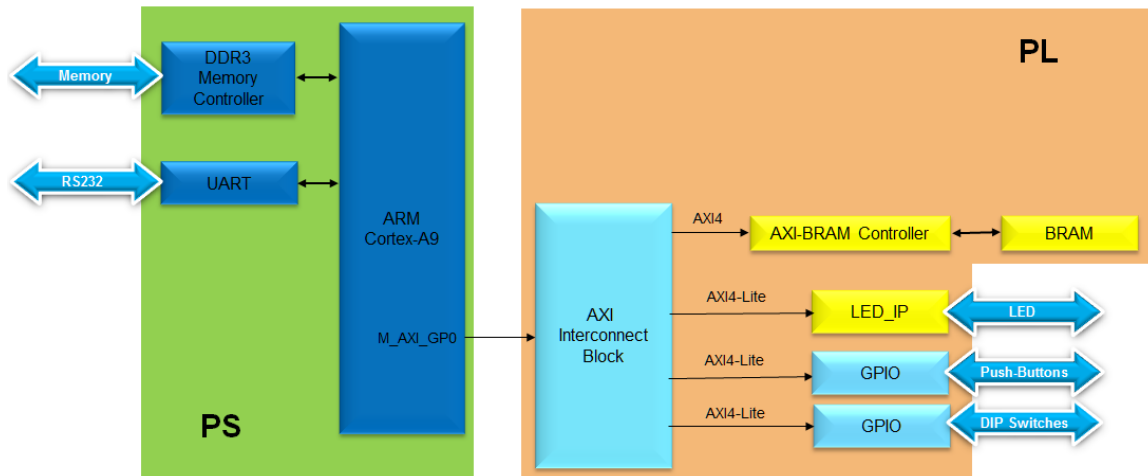 PL
DDR3
Memory
Controller
Memory
UART
RS232
ARM
Cortex-A9
M_AXI_GP0
PS
AXI
Interconnect
Block
AXI4
AXI-BRAM Controller
BRAM
AXI4-Lite
LED_IP
LED
AXI4-Lite
GPIO
Push-Buttons
AXI4-Lite
GPIO
DIP Switches